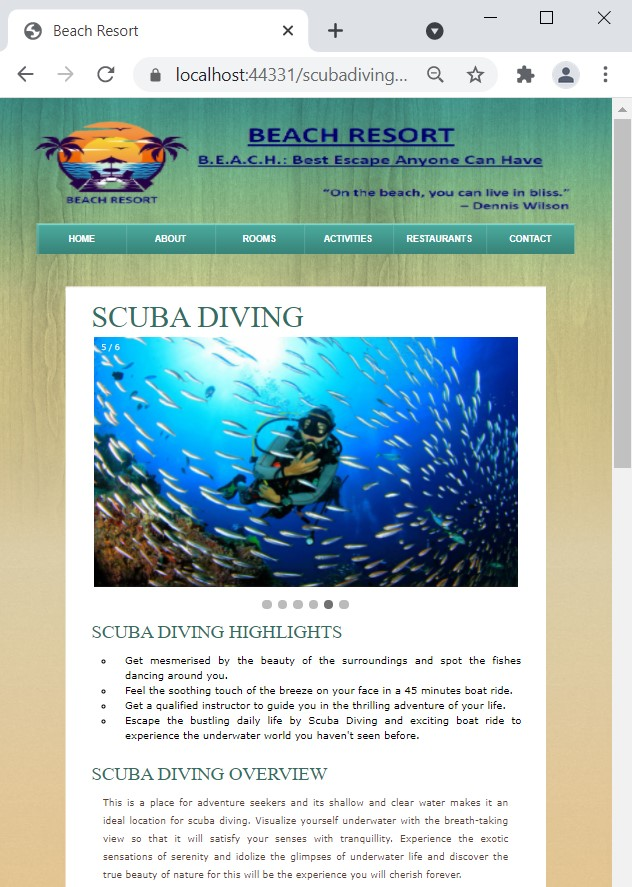 Beach Resort
localhost:44331/scubadiving...
BEACH RESORT
B.E.A.C.H.: Best Escape Anyone Can Have
“On the beach, you can live in bliss.”
– Dennis Wilson
BEACH RESORT
HOME ABOUT ROOMS ACTIVITIES RESTAURANTS CONTACT
SCUBA DIVING
5 / 6
SCUBA DIVING HIGHLIGHTS
Get mesmerised by the beauty of the surroundings and spot the fishes
dancing around you.
Feel the soothing touch of the breeze on your face in a 45 minutes boat ride.
Get a qualified instructor to guide you in the thrilling adventure of your life.
Escape the bustling daily life by Scuba Diving and exciting boat ride to
experience the underwater world you haven't seen before.
SCUBA DIVING OVERVIEW
This is a place for adventure seekers and its shallow and clear water makes it an
ideal location for scuba diving. Visualize yourself underwater with the breath-taking
view so that it will satisfy your senses with tranquillity. Experience the exotic
sensations of serenity and idolize the glimpses of underwater life and discover the
true beauty of nature for this will be the experience you will cherish forever.